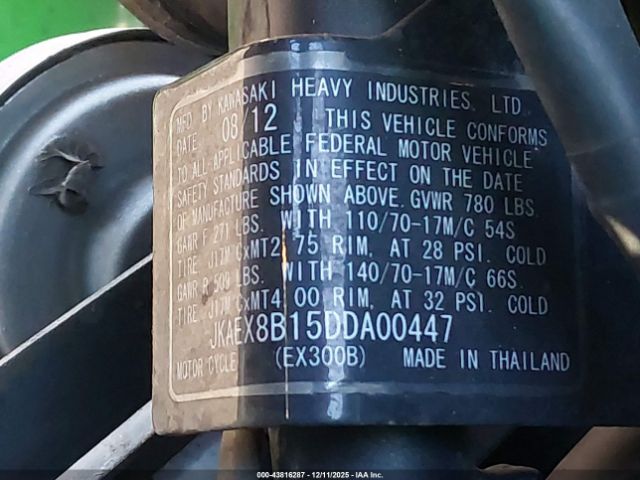 MFD. BY KAWASAKI HEAVY INDUSTRIES, LTD.
DATE 08/12 THIS VEHICLE CONFORMS
TO ALL APPLICABLE FEDERAL MOTOR VEHICLE
SAFETY STANDARDS IN EFFECT ON THE DATE
OF MANUFACTURE SHOWN ABOVE. GVWR 780 LBS.
GAWR F 271 LBS. WITH 110/70-17M/C 54S
TIRE, J17M/CxMT2.75 RIM, AT 28 PSI. COLD
GAWR R 509 LBS. WITH 140/70-17M/C 66S
TIRE, J17M/CxMT4.00 RIM, AT 32 PSI. COLD
JKAEX8B15DDA00447
MOTOR CYCLE (EX300B) MADE IN THAILAND
000-43816287 - 12/11/2025 - IAA Inc.